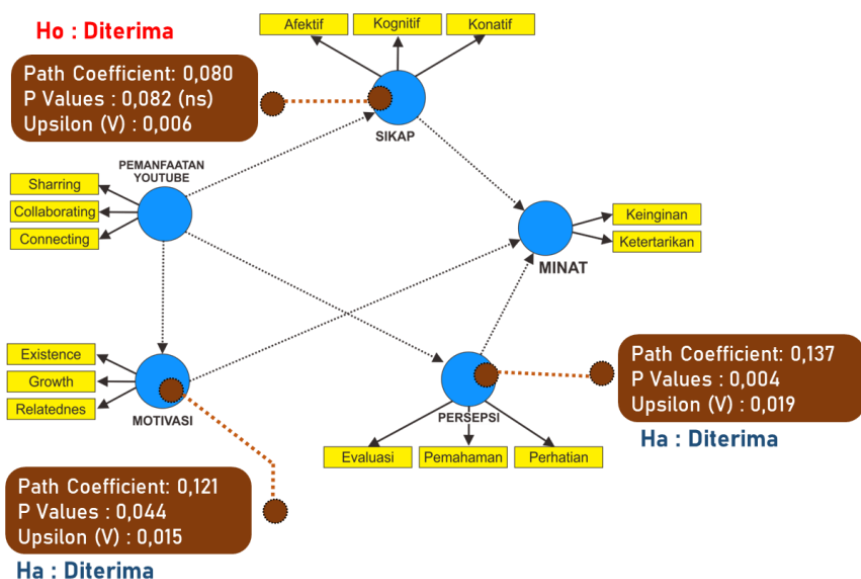 Ho : Diterima
Path Coefficient: 0,080
P Values : 0,082 (ns)
Upsilon (V) : 0,006
Afektif
Kognitif
Konatif
SIKAP
PEMANFAATAN
YOUTUBE
Sharring
Collaborating
Connecting
Keinginan
Ketertarikan
MINAT
Existence
Growth
Relatednes
MOTIVASI
PERSEPSI
Evaluasi
Pemahaman
Perhatian
Path Coefficient: 0,137
P Values : 0,004
Upsilon (V) : 0,019
Ha : Diterima
Path Coefficient: 0,121
P Values : 0,044
Upsilon (V) : 0,015
Ha : Diterima